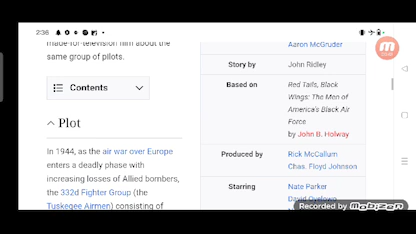 2:36
made-for-television film about the
same group of pilots.
Contents
Plot
In 1944, as the air war over Europe
enters a deadly phase with
increasing losses of Allied bombers,
the 332d Fighter Group (the
Tuskegee Airmen) consisting of
Aaron McGruder
Story by John Ridley
Based on Red Tails, Black
Wings: The Men of
America's Black Air
Force
by John B. Holway
Produced by Rick McCallum
Chas. Floyd Johnson
Starring Nate Parker
David Oyelowo
Recorded by Mobizen